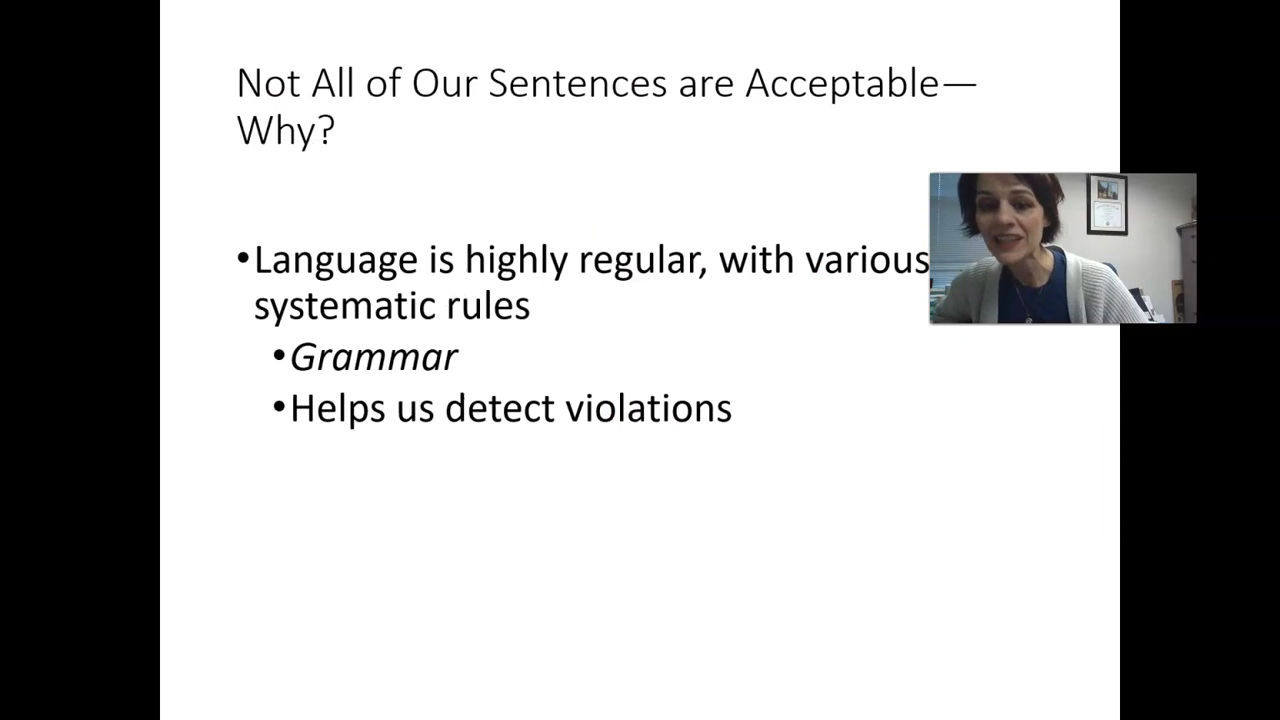 Not All of Our Sentences are Acceptable—
Why?
•Language is highly regular, with various
systematic rules
•Grammar
•Helps us detect violations